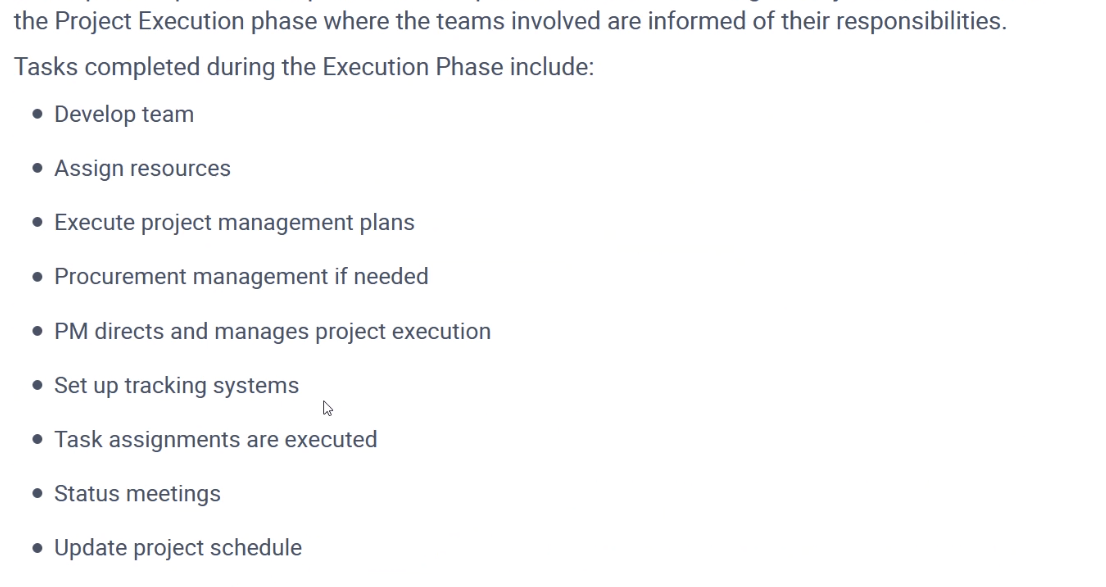 the Project Execution phase where the teams involved are informed of their responsibilities.
Tasks completed during the Execution Phase include:
Develop team
Assign resources
Execute project management plans
Procurement management if needed
PM directs and manages project execution
Set up tracking systems
Task assignments are executed
Status meetings
Update project schedule